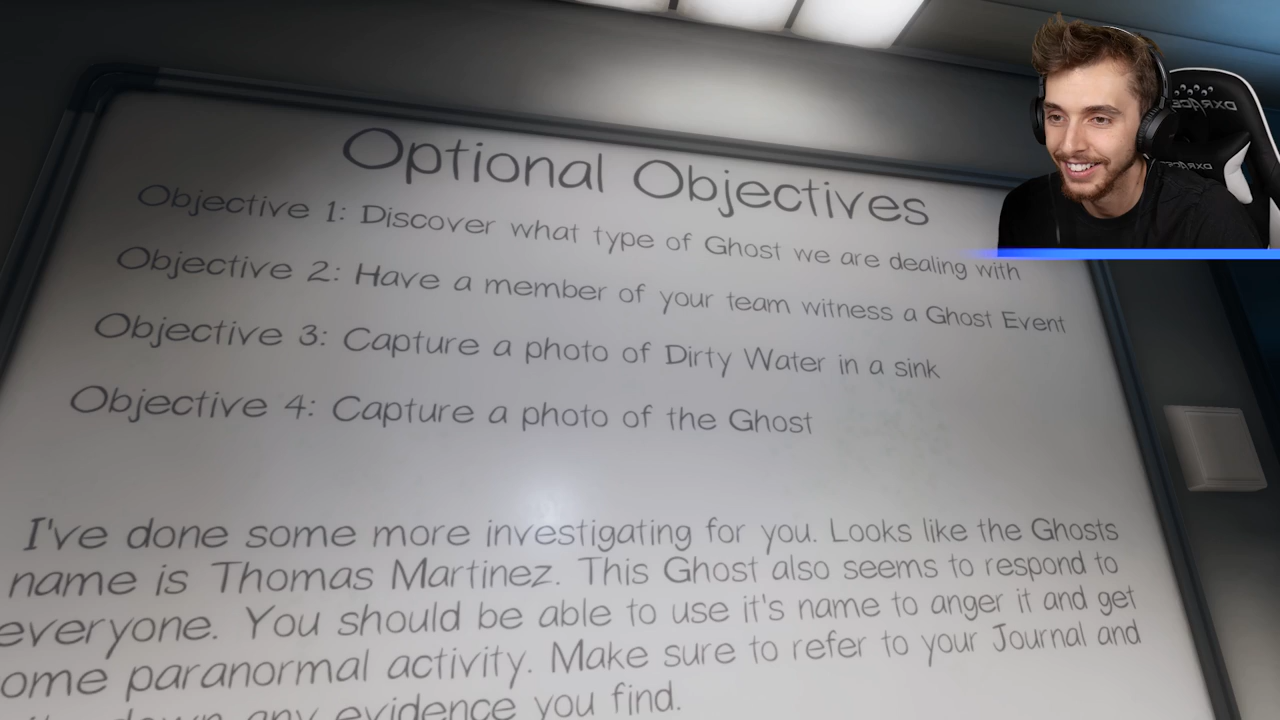 Optional Objectives
Objective 1: Discover what type of Ghost we are dealing with
Objective 2: Have a member of your team witness a Ghost Event
Objective 3: Capture a photo of Dirty Water in a sink
Objective 4: Capture a photo of the Ghost
I've done some more investigating for you. Looks like the Ghosts
name is Thomas Martinez. This Ghost also seems to respond to
everyone. You should be able to use it's name to anger it and get
ome paranormal activity. Make sure to refer to your Journal and
down any evidence you find.